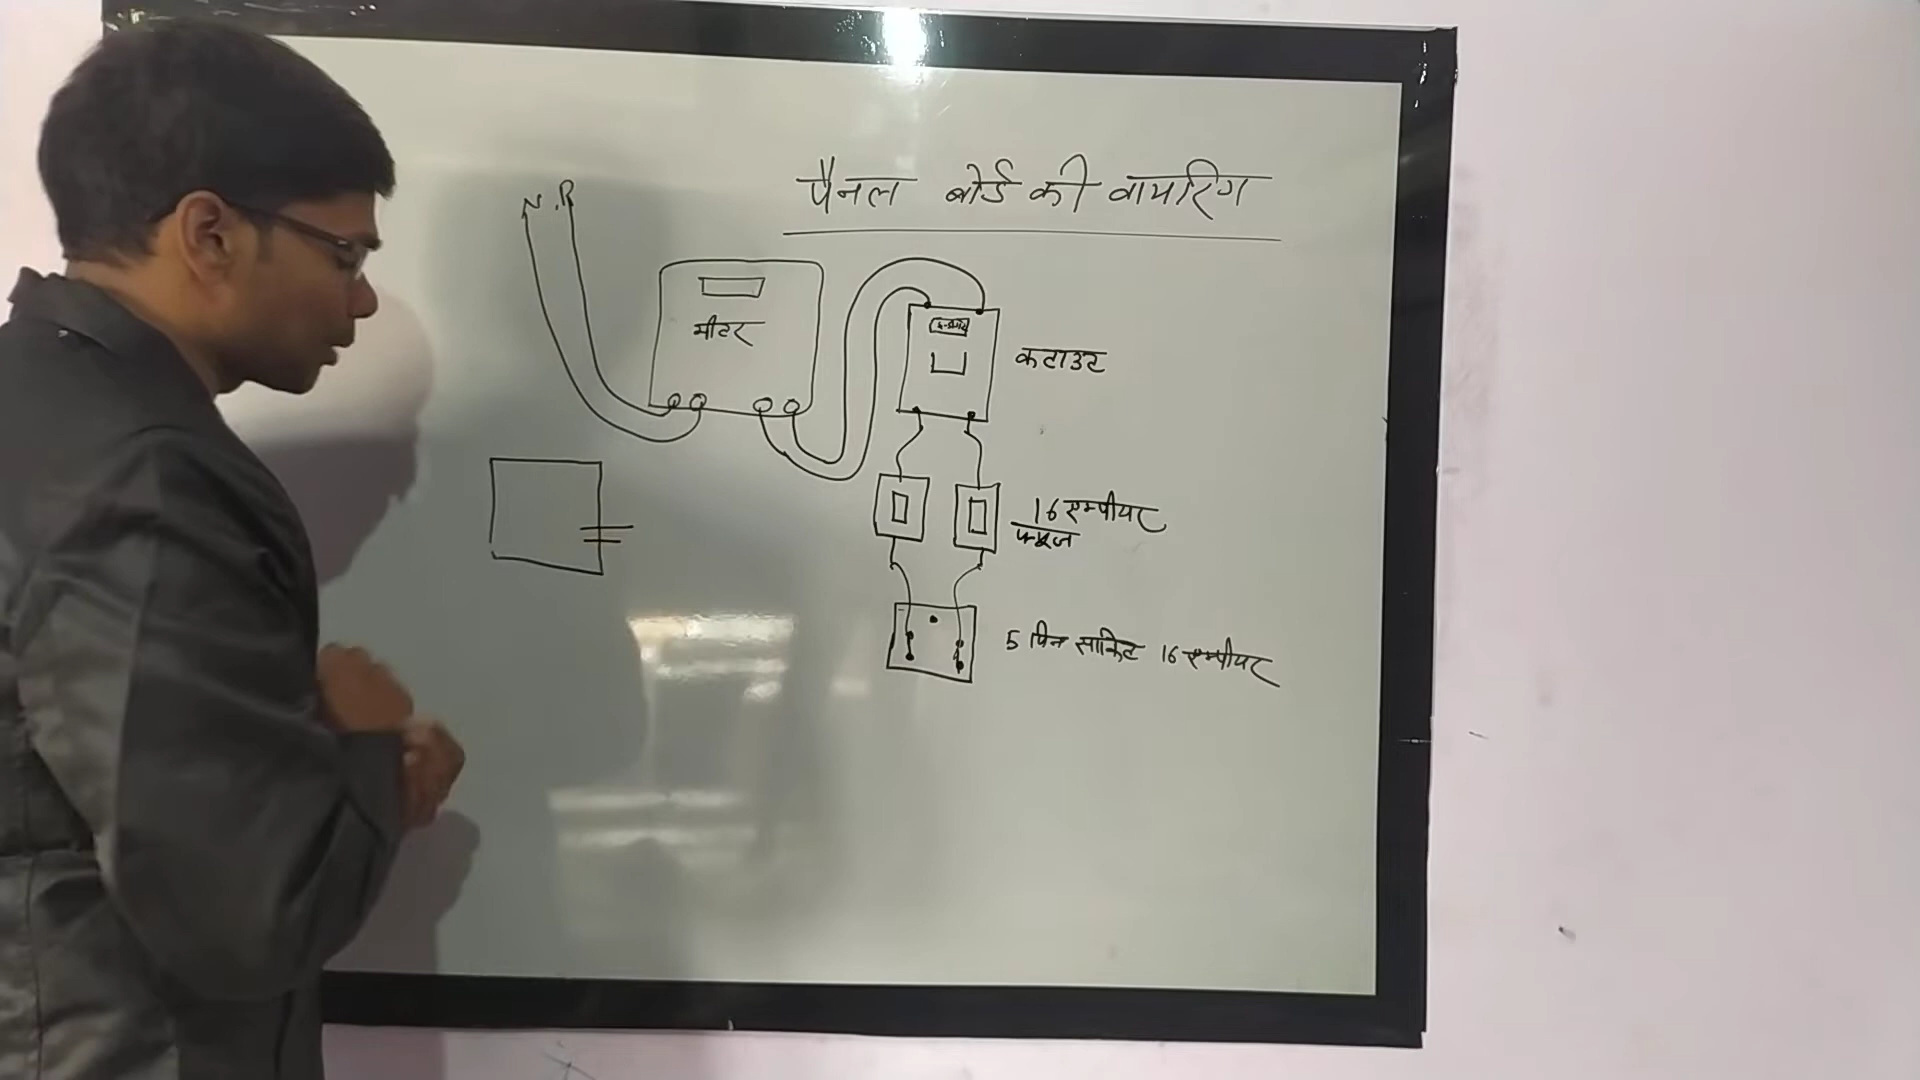 पैनल बोर्ड की वायरिंग
N.P
मीटर
कटाउट
16 एम्पीयर
फ्यूज
5 पिन साकिट 16 एम्पीयर